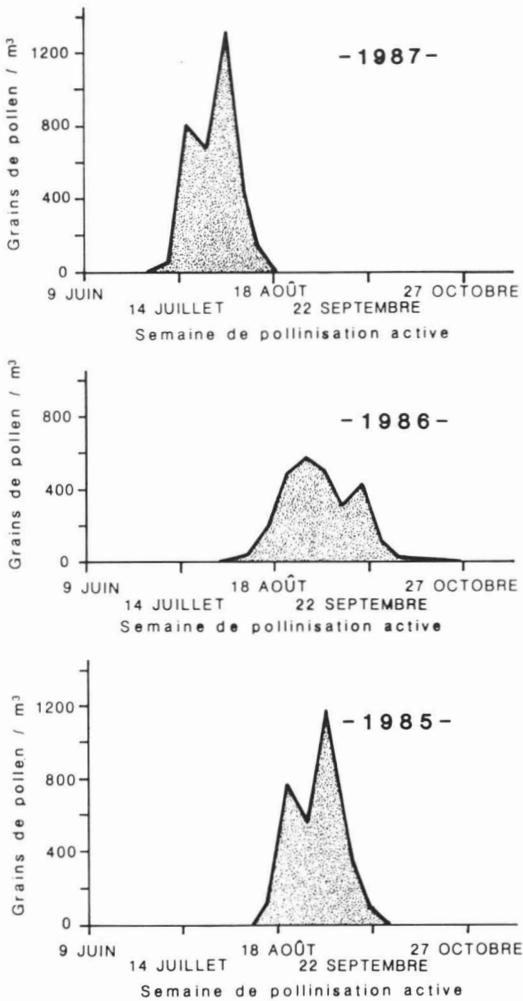 -1987-
Grains de pollen / m³
1200
800
400
0
9 JUIN 18 AOÛT 27 OCTOBRE
14 JUILLET 22 SEPTEMBRE
Semaine de pollinisation active
-1986-
Grains de pollen / m³
800
400
0
9 JUIN 18 AOÛT 27 OCTOBRE
14 JUILLET 22 SEPTEMBRE
Semaine de pollinisation active
-1985-
Grains de pollen / m³
1200
800
400
0
9 JUIN 18 AOÛT 27 OCTOBRE
14 JUILLET 22 SEPTEMBRE
Semaine de pollinisation active